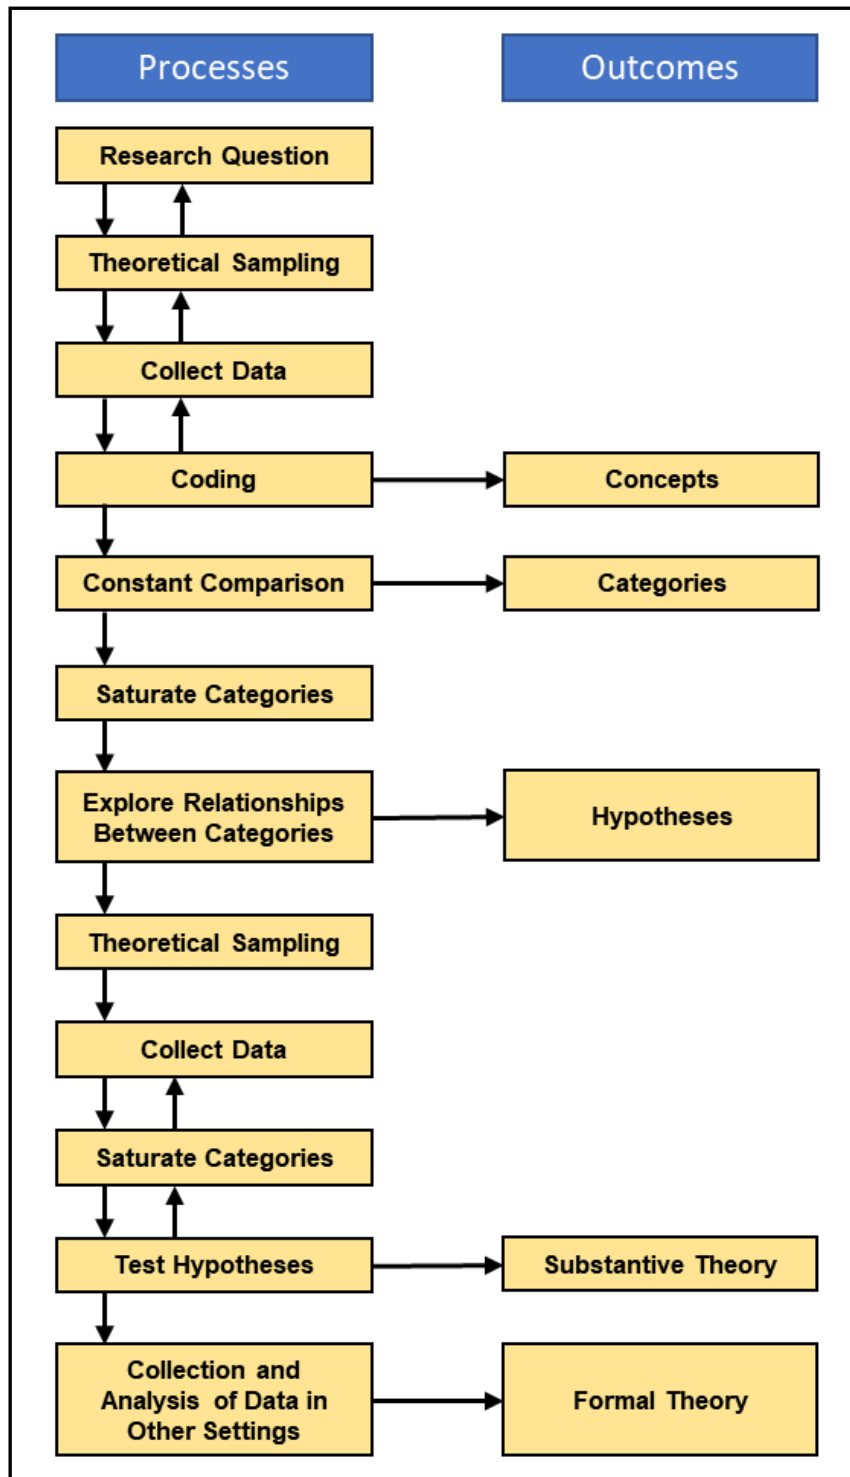 Processes
Outcomes
Research Question
Theoretical Sampling
Collect Data
Coding
Concepts
Constant Comparison
Categories
Saturate Categories
Explore Relationships
Between Categories
Hypotheses
Theoretical Sampling
Collect Data
Saturate Categories
Test Hypotheses
Substantive Theory
Collection and
Analysis of Data in
Other Settings
Formal Theory